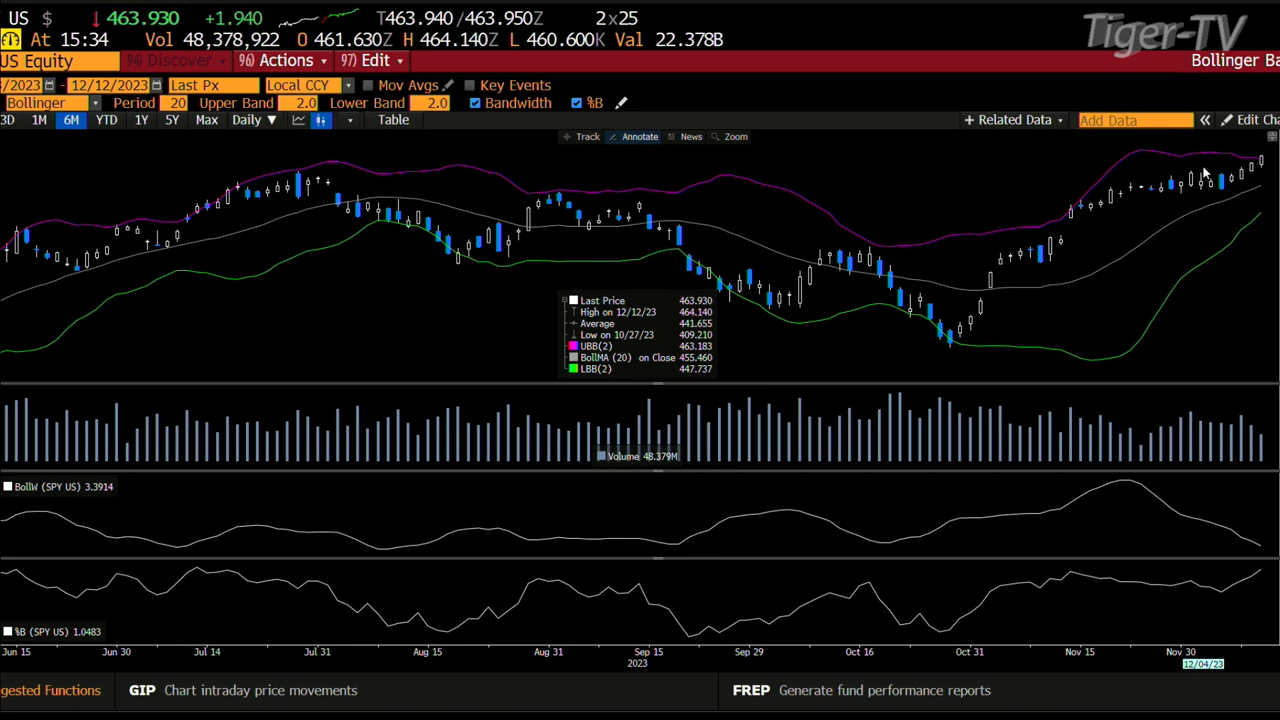 US $ ↓ 463.930 +1.940 T463.940/463.950Z 2x25
At 15:34 Vol 48,378,922 O 461.630Z H 464.140Z L 460.600K Val 22.378B
Tiger-TV
US Equity 94) Discover 96) Actions 97) Edit Bollinger Ba
/2023 - 12/12/2023 Last Px Local CCY Mov Avgs Key Events
Bollinger Period 20 Upper Band 2.0 Lower Band 2.0 Bandwidth %B
3D 1M 6M YTD 1Y 5Y Max Daily ▼ Table + Related Data Add Data « Edit Cha
Track Annotate News Zoom
Last Price 463.930
High on 12/12/23 464.140
Average 441.655
Low on 10/27/23 409.210
UBB(2) 463.183
BollMA (20) on Close 455.460
LBB(2) 447.737
Volume 48.379M
BollW (SPY US) 3.3914
%B (SPY US) 1.0483
Jun 15 Jun 30 Jul 14 Jul 31 Aug 15 Aug 31 Sep 15 Sep 29 Oct 16 Oct 31 Nov 15 Nov 30
2023 12/04/23
gested Functions GIP Chart intraday price movements FREP Generate fund performance reports